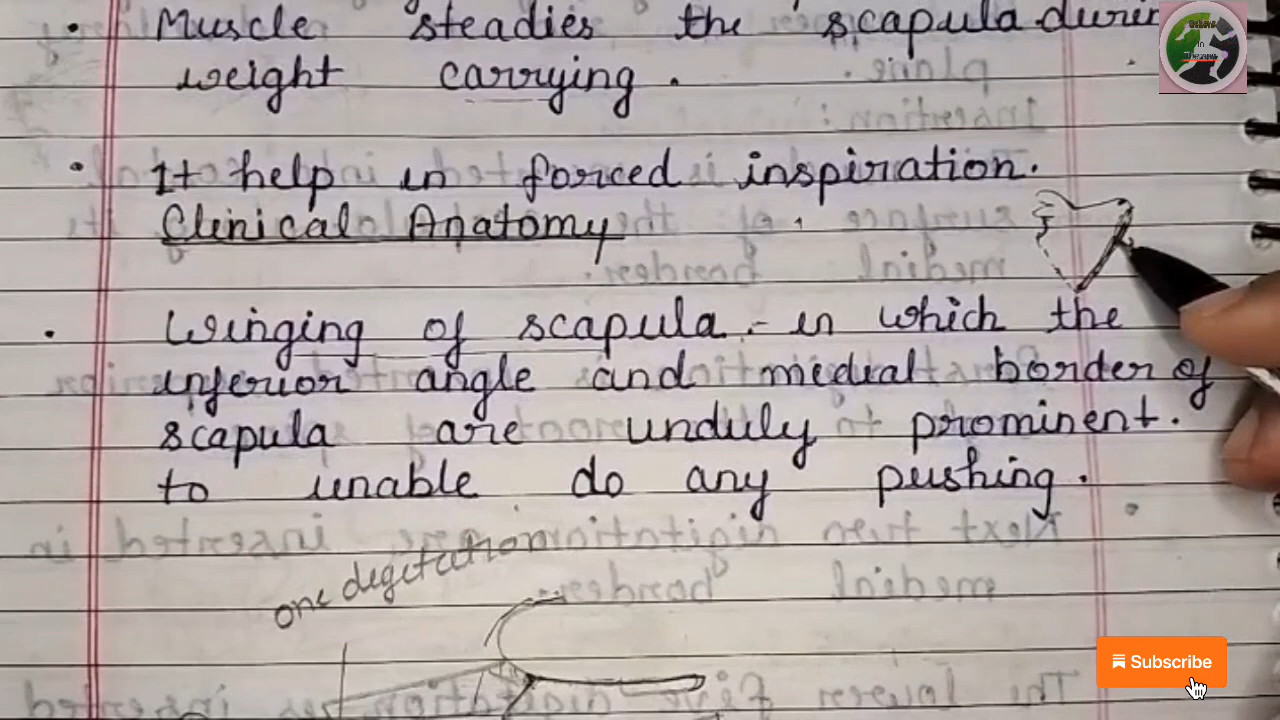 • Muscle steadies the scapula durin
weight carrying.
• It help in forced inspiration.
Clinical Anatomy
• Winging of scapula - in which the
inferior angle and medial border of
scapula are unduly prominent.
to unable do any pushing.
one digitation
Subscribe